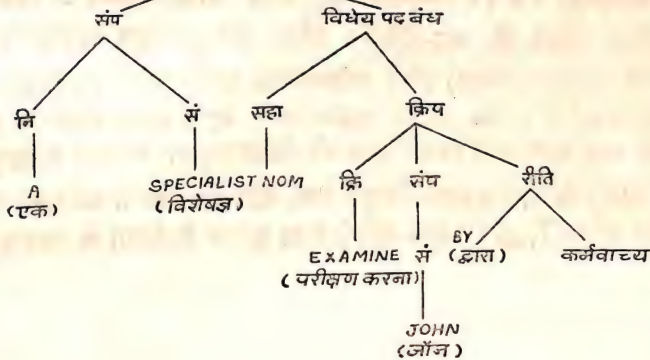 संप विधेय पदबंध
नि सं सहा क्रिप
A SPECIALIST NOM क्रि संप रीति
(एक) (विशेषज्ञ)
EXAMINE सं BY कर्मवाच्य
(परीक्षण करना) (द्वारा)
JOHN
(जॉन)